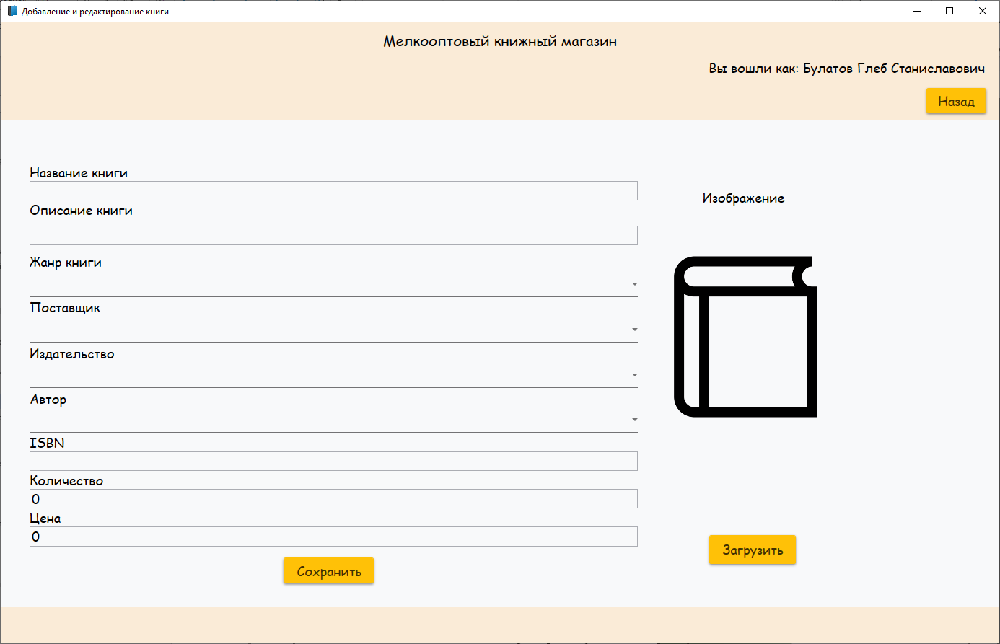 Добавление и редактирование книги
Мелкооптовый книжный магазин
Вы вошли как: Булатов Глеб Станиславович
Назад
Название книги
Описание книги
Жанр книги
Поставщик
Издательство
Автор
ISBN
Количество
0
Цена
0
Сохранить
Изображение
Загрузить